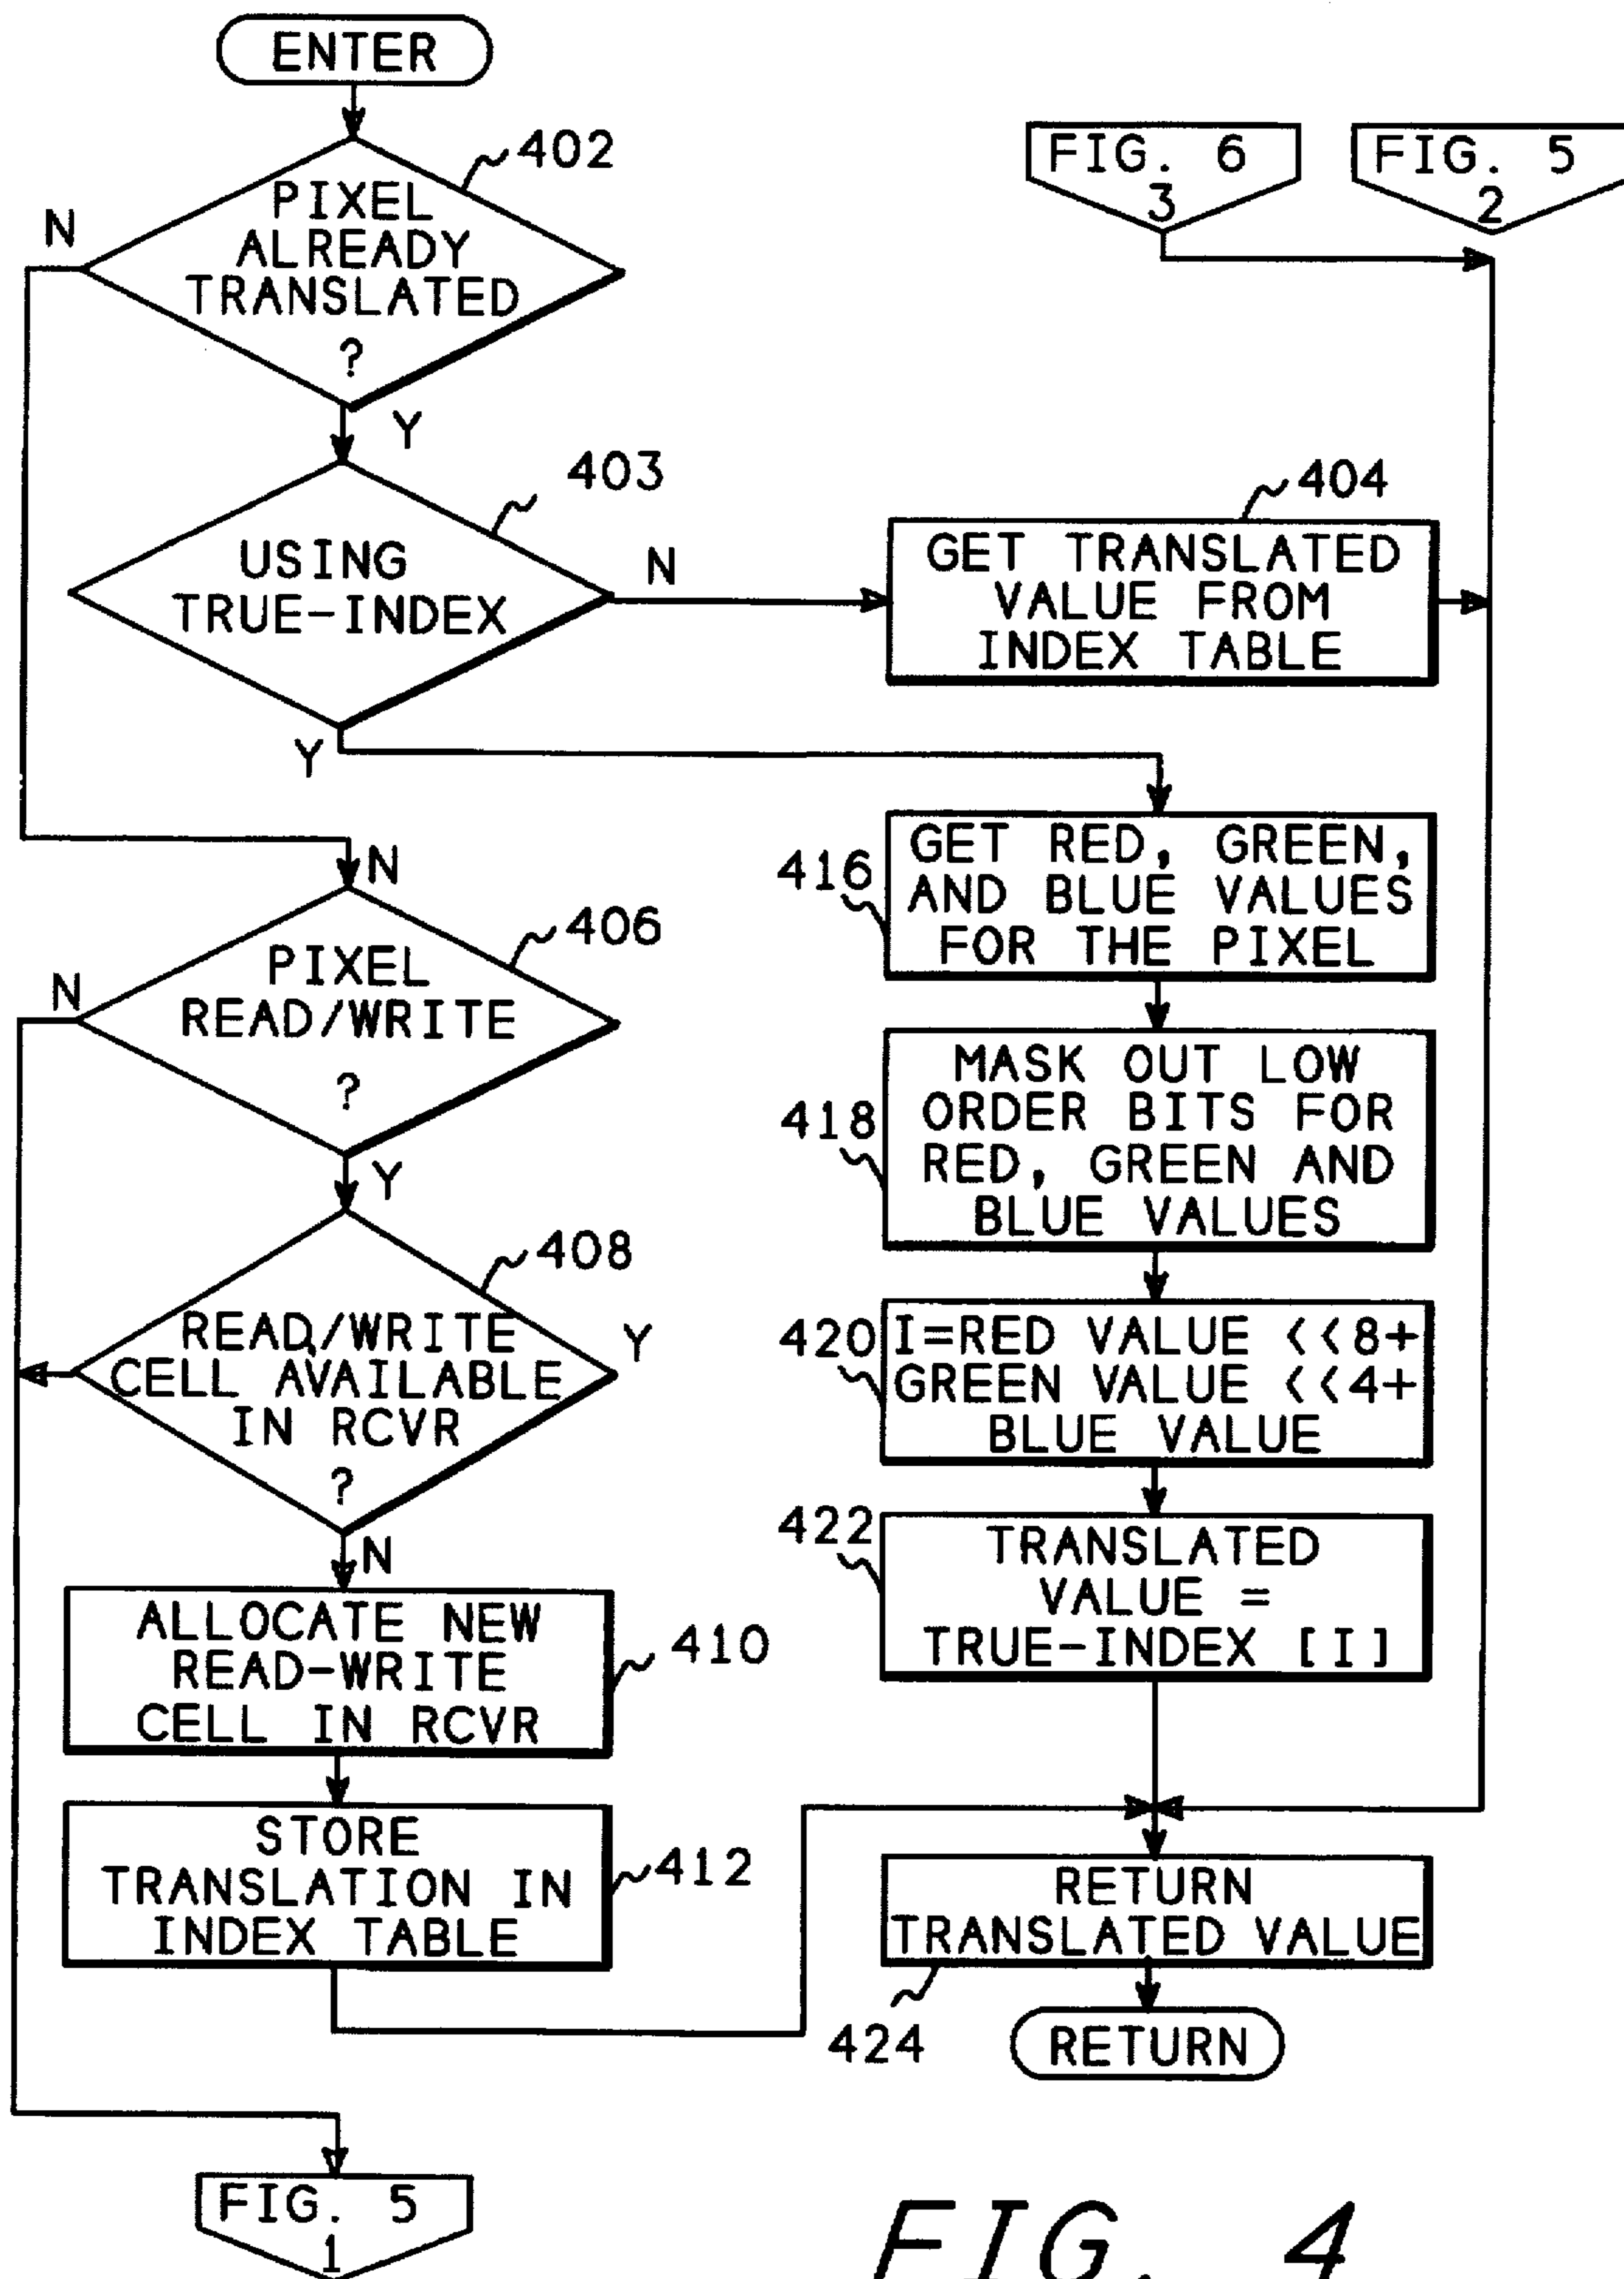 ENTER
402
PIXEL
ALREADY
TRANSLATED
?
N
Y
FIG. 6
3
FIG. 5
2
403
USING
TRUE-INDEX
N
Y
404
GET TRANSLATED
VALUE FROM
INDEX TABLE
N
406
PIXEL
READ/WRITE
?
N
Y
408
READ/WRITE
CELL AVAILABLE
IN RCVR
?
Y
N
ALLOCATE NEW
READ-WRITE
CELL IN RCVR
410
STORE
TRANSLATION IN
INDEX TABLE
412
416
GET RED, GREEN,
AND BLUE VALUES
FOR THE PIXEL
418
MASK OUT LOW
ORDER BITS FOR
RED, GREEN AND
BLUE VALUES
420
I=RED VALUE <<8+
GREEN VALUE <<4+
BLUE VALUE
422
TRANSLATED
VALUE =
TRUE-INDEX [I]
RETURN
TRANSLATED VALUE
424
RETURN
FIG. 5
1
FIG. 4